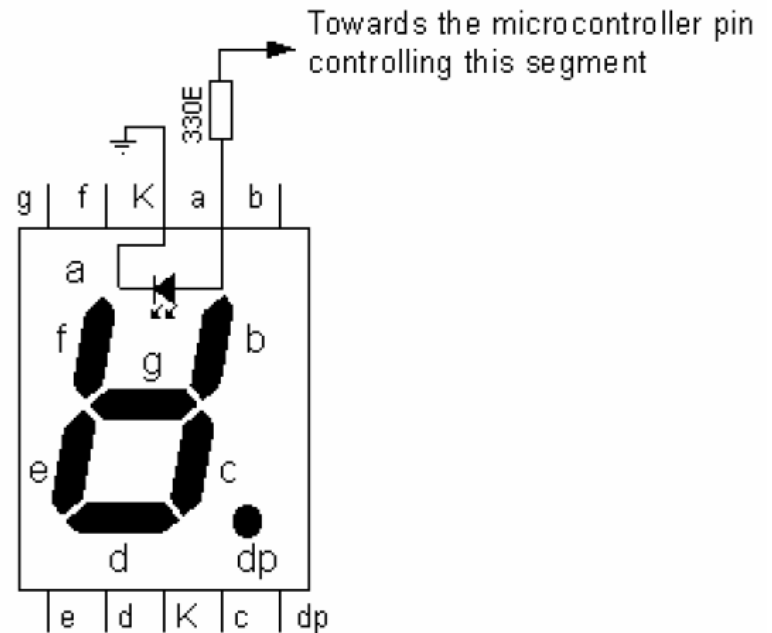 Towards the microcontroller pin
controlling this segment
330E
g f K a b
a
f b
g
e c
d dp
e d K c dp